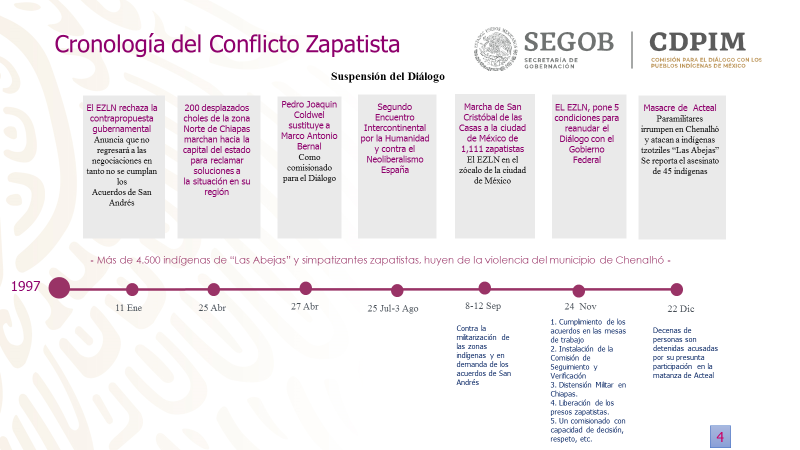 Cronología del Conflicto Zapatista
SEGOB
SECRETARÍA DE
GOBERNACIÓN
CDPIM
COMISIÓN PARA EL DIÁLOGO CON LOS
PUEBLOS INDÍGENAS DE MÉXICO
Suspensión del Diálogo
El EZLN rechaza la
contrapropuesta
gubernamental
Anuncia que no
regresará a las
negociaciones en
tanto no se cumplan
los
Acuerdos de San
Andrés
200 desplazados
choles de la zona
Norte de Chiapas
marchan hacia la
capital del estado
para reclamar
soluciones a
la situación en su
región
Pedro Joaquin
Coldwel
sustituye a
Marco Antonio
Bernal
Como
comisionado
para el Diálogo
Segundo
Encuentro
Intercontinental
por la Humanidad
y contra el
Neoliberalismo
España
Marcha de San
Cristóbal de las
Casas a la ciudad
de México de
1,111 zapatistas
El EZLN en el
zócalo de la ciudad
de México
EL EZLN, pone 5
condiciones para
reanudar el
Diálogo con el
Gobierno
Federal
Masacre de Acteal
Paramilitares
irrumpen en Chenalhó
y atacan a indígenas
tzotziles “Las Abejas”
Se reporta el asesinato
de 45 indígenas
- Más de 4,500 indígenas de “Las Abejas” y simpatizantes zapatistas, huyen de la violencia del municipio de Chenalhó -
1997
11 Ene
25 Abr
27 Abr
25 Jul-3 Ago
8-12 Sep
24 Nov
22 Dic
Contra la
militarización de
las zonas
indígenas y en
demanda de los
acuerdos de San
Andrés
1. Cumplimiento de los
acuerdos en las mesas
de trabajo
2. Instalación de la
Comisión de
Seguimiento y
Verificación
3. Distensión Militar en
Chiapas.
4. Liberación de los
presos zapatistas.
5. Un comisionado con
capacidad de decisión,
respeto, etc.
Decenas de
personas son
detenidas acusadas
por su presunta
participación en la
matanza de Acteal
4